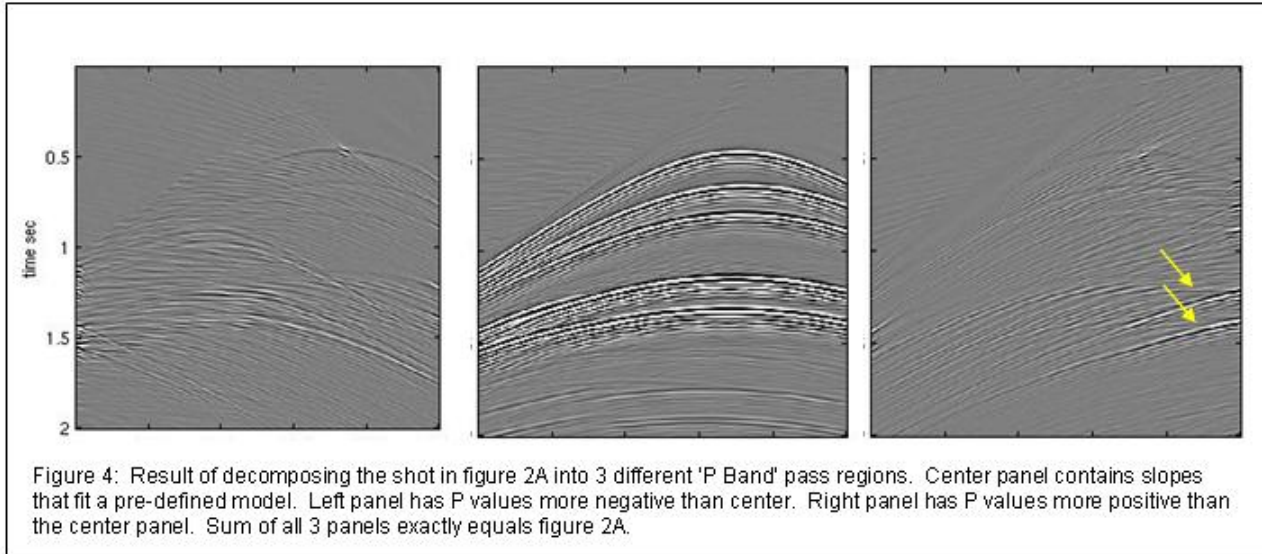 0.5
1
1.5
2
time sec
Figure 4: Result of decomposing the shot in figure 2A into 3 different 'P Band' pass regions. Center panel contains slopes
that fit a pre-defined model. Left panel has P values more negative than center. Right panel has P values more positive than
the center panel. Sum of all 3 panels exactly equals figure 2A.